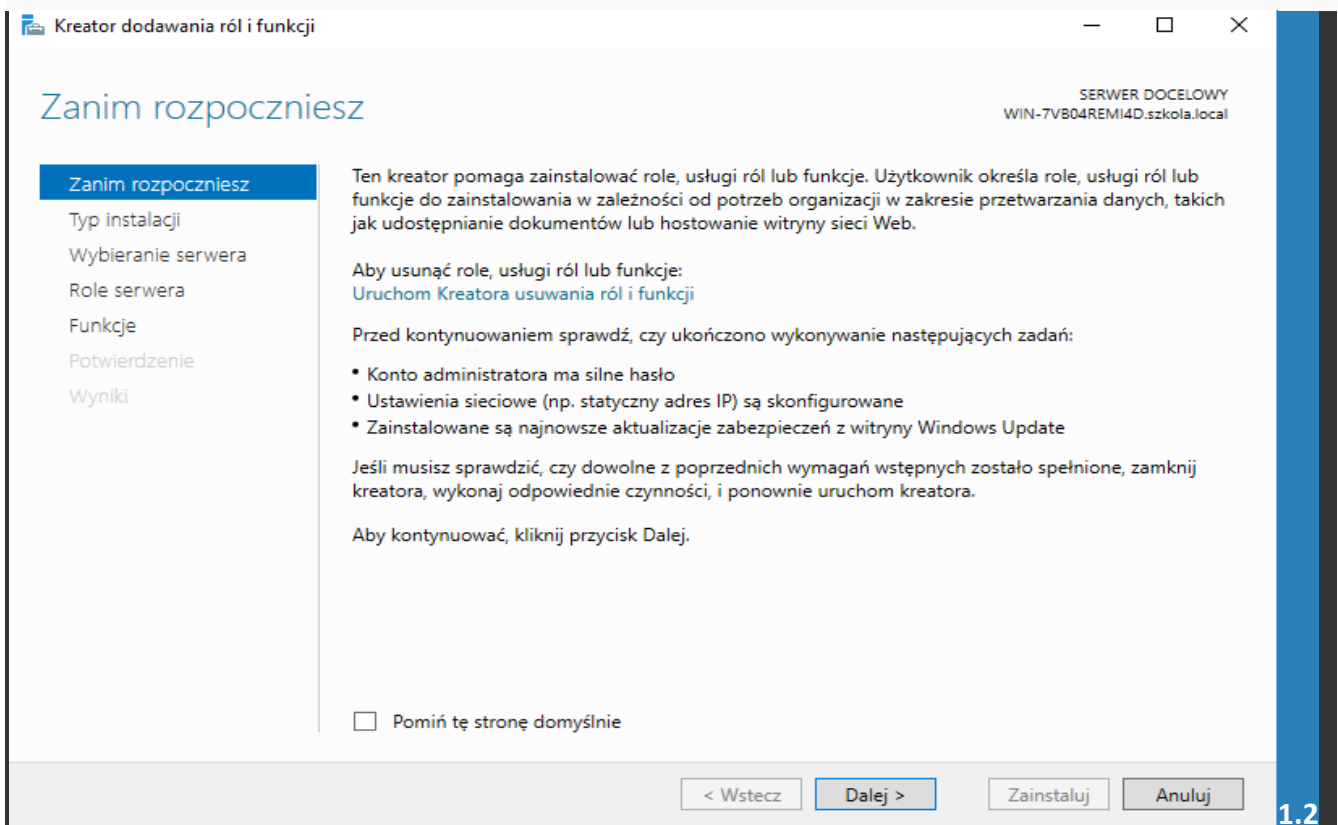 Kreator dodawania ról i funkcji
Zanim rozpoczniesz
SERWER DOCELOWY
WIN-7VB04REMI4D.szkola.local
Zanim rozpoczniesz
Typ instalacji
Wybieranie serwera
Role serwera
Funkcje
Potwierdzenie
Wyniki
Ten kreator pomaga zainstalować role, usługi ról lub funkcje. Użytkownik określa role, usługi ról lub
funkcje do zainstalowania w zależności od potrzeb organizacji w zakresie przetwarzania danych, takich
jak udostępnianie dokumentów lub hostowanie witryny sieci Web.
Aby usunąć role, usługi ról lub funkcje:
Uruchom Kreatora usuwania ról i funkcji
Przed kontynuowaniem sprawdź, czy ukończono wykonywanie następujących zadań:
• Konto administratora ma silne hasło
• Ustawienia sieciowe (np. statyczny adres IP) są skonfigurowane
• Zainstalowane są najnowsze aktualizacje zabezpieczeń z witryny Windows Update
Jeśli musisz sprawdzić, czy dowolne z poprzednich wymagań wstępnych zostało spełnione, zamknij
kreatora, wykonaj odpowiednie czynności, i ponownie uruchom kreatora.
Aby kontynuować, kliknij przycisk Dalej.
Pomiń tę stronę domyślnie
< Wstecz
Dalej >
Zainstaluj
Anuluj
1.2